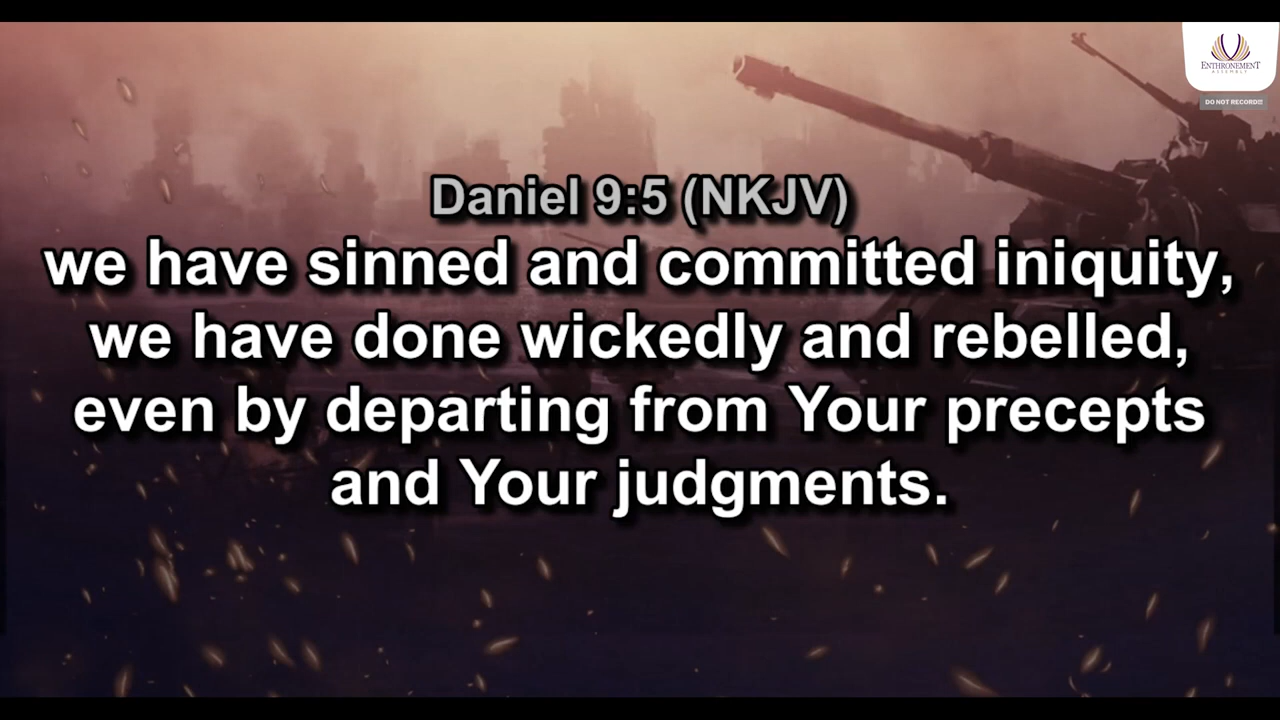 ENTHRONEMENT
ASSEMBLY
DO NOT RECORD!!!
Daniel 9:5 (NKJV)
we have sinned and committed iniquity,
we have done wickedly and rebelled,
even by departing from Your precepts
and Your judgments.